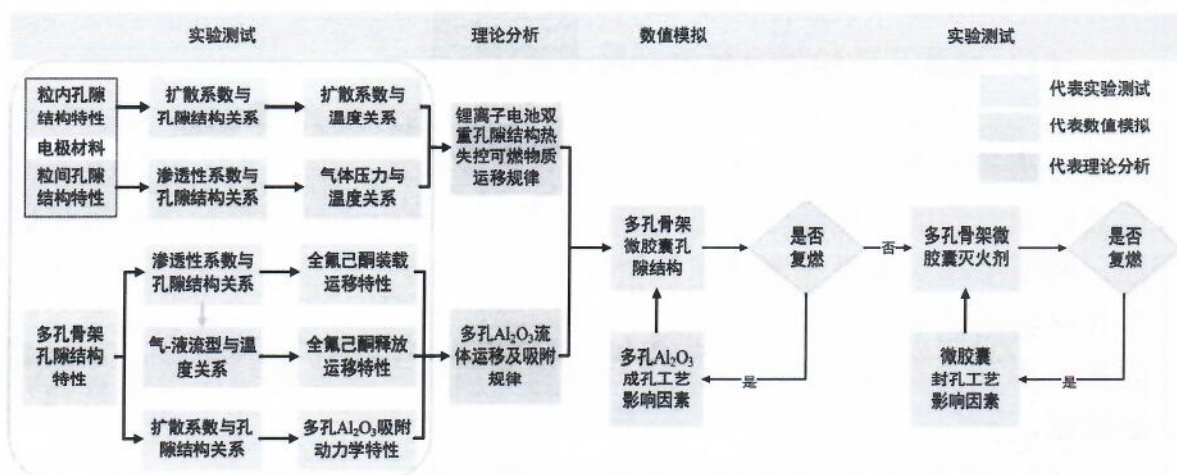 实验测试
理论分析
数值模拟
实验测试
粒内孔隙
结构特性
电极材料
粒间孔隙
结构特性
扩散系数与
孔隙结构关系
扩散系数与
温度关系
渗透性系数与
孔隙结构关系
气体压力与
温度关系
锂离子电池双
重孔隙结构热
失控可燃物质
运移规律
多孔骨架
孔隙结构
特性
渗透性系数与
孔隙结构关系
全氟己酮装载
运移特性
气-液流型与温
度关系
全氟己酮释放
运移特性
扩散系数与孔
隙结构关系
多孔Al₂O₃吸附
动力学特性
多孔Al₂O₃流
体运移及吸附
规律
多孔骨架
微胶囊孔
隙结构
是否
复燃
否
多孔Al₂O₃
成孔工艺
影响因素
是
多孔骨架微
胶囊灭火剂
是否
复燃
微胶囊
封孔工艺
影响因素
是
代表实验测试
代表数值模拟
代表理论分析